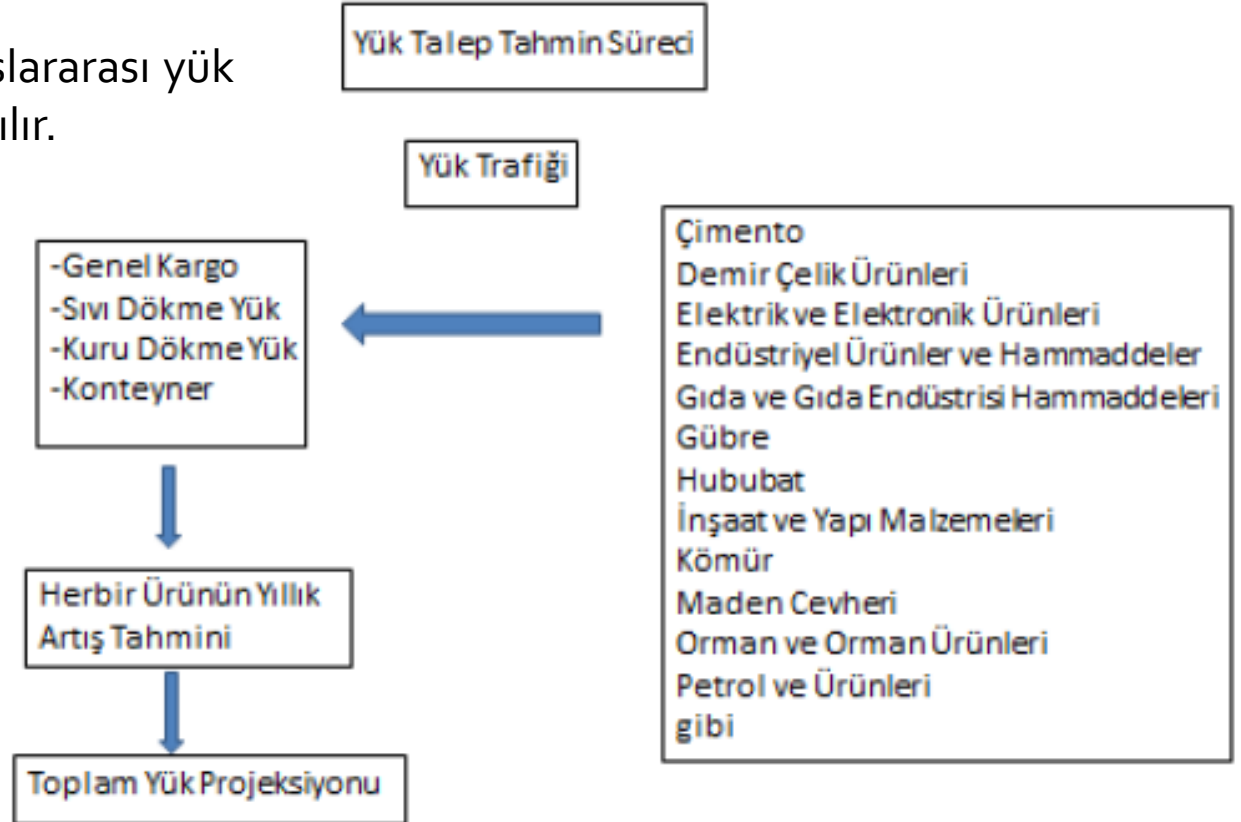 Yük Talep Tahmin Süreci
slararası yük
ılır.
Yük Trafiği
-Genel Kargo
-Sıvı Dökme Yük
-Kuru Dökme Yük
-Konteyner
Çimento
Demir Çelik Ürünleri
Elektrik ve Elektronik Ürünleri
Endüstriyel Ürünler ve Hammaddeler
Gıda ve Gıda Endüstrisi Hammaddeleri
Gübre
Hububat
İnşaat ve Yapı Malzemeleri
Kömür
Maden Cevheri
Orman ve Orman Ürünleri
Petrol ve Ürünleri
gibi
Herbir Ürünün Yıllık
Artış Tahmini
Toplam Yük Projeksiyonu